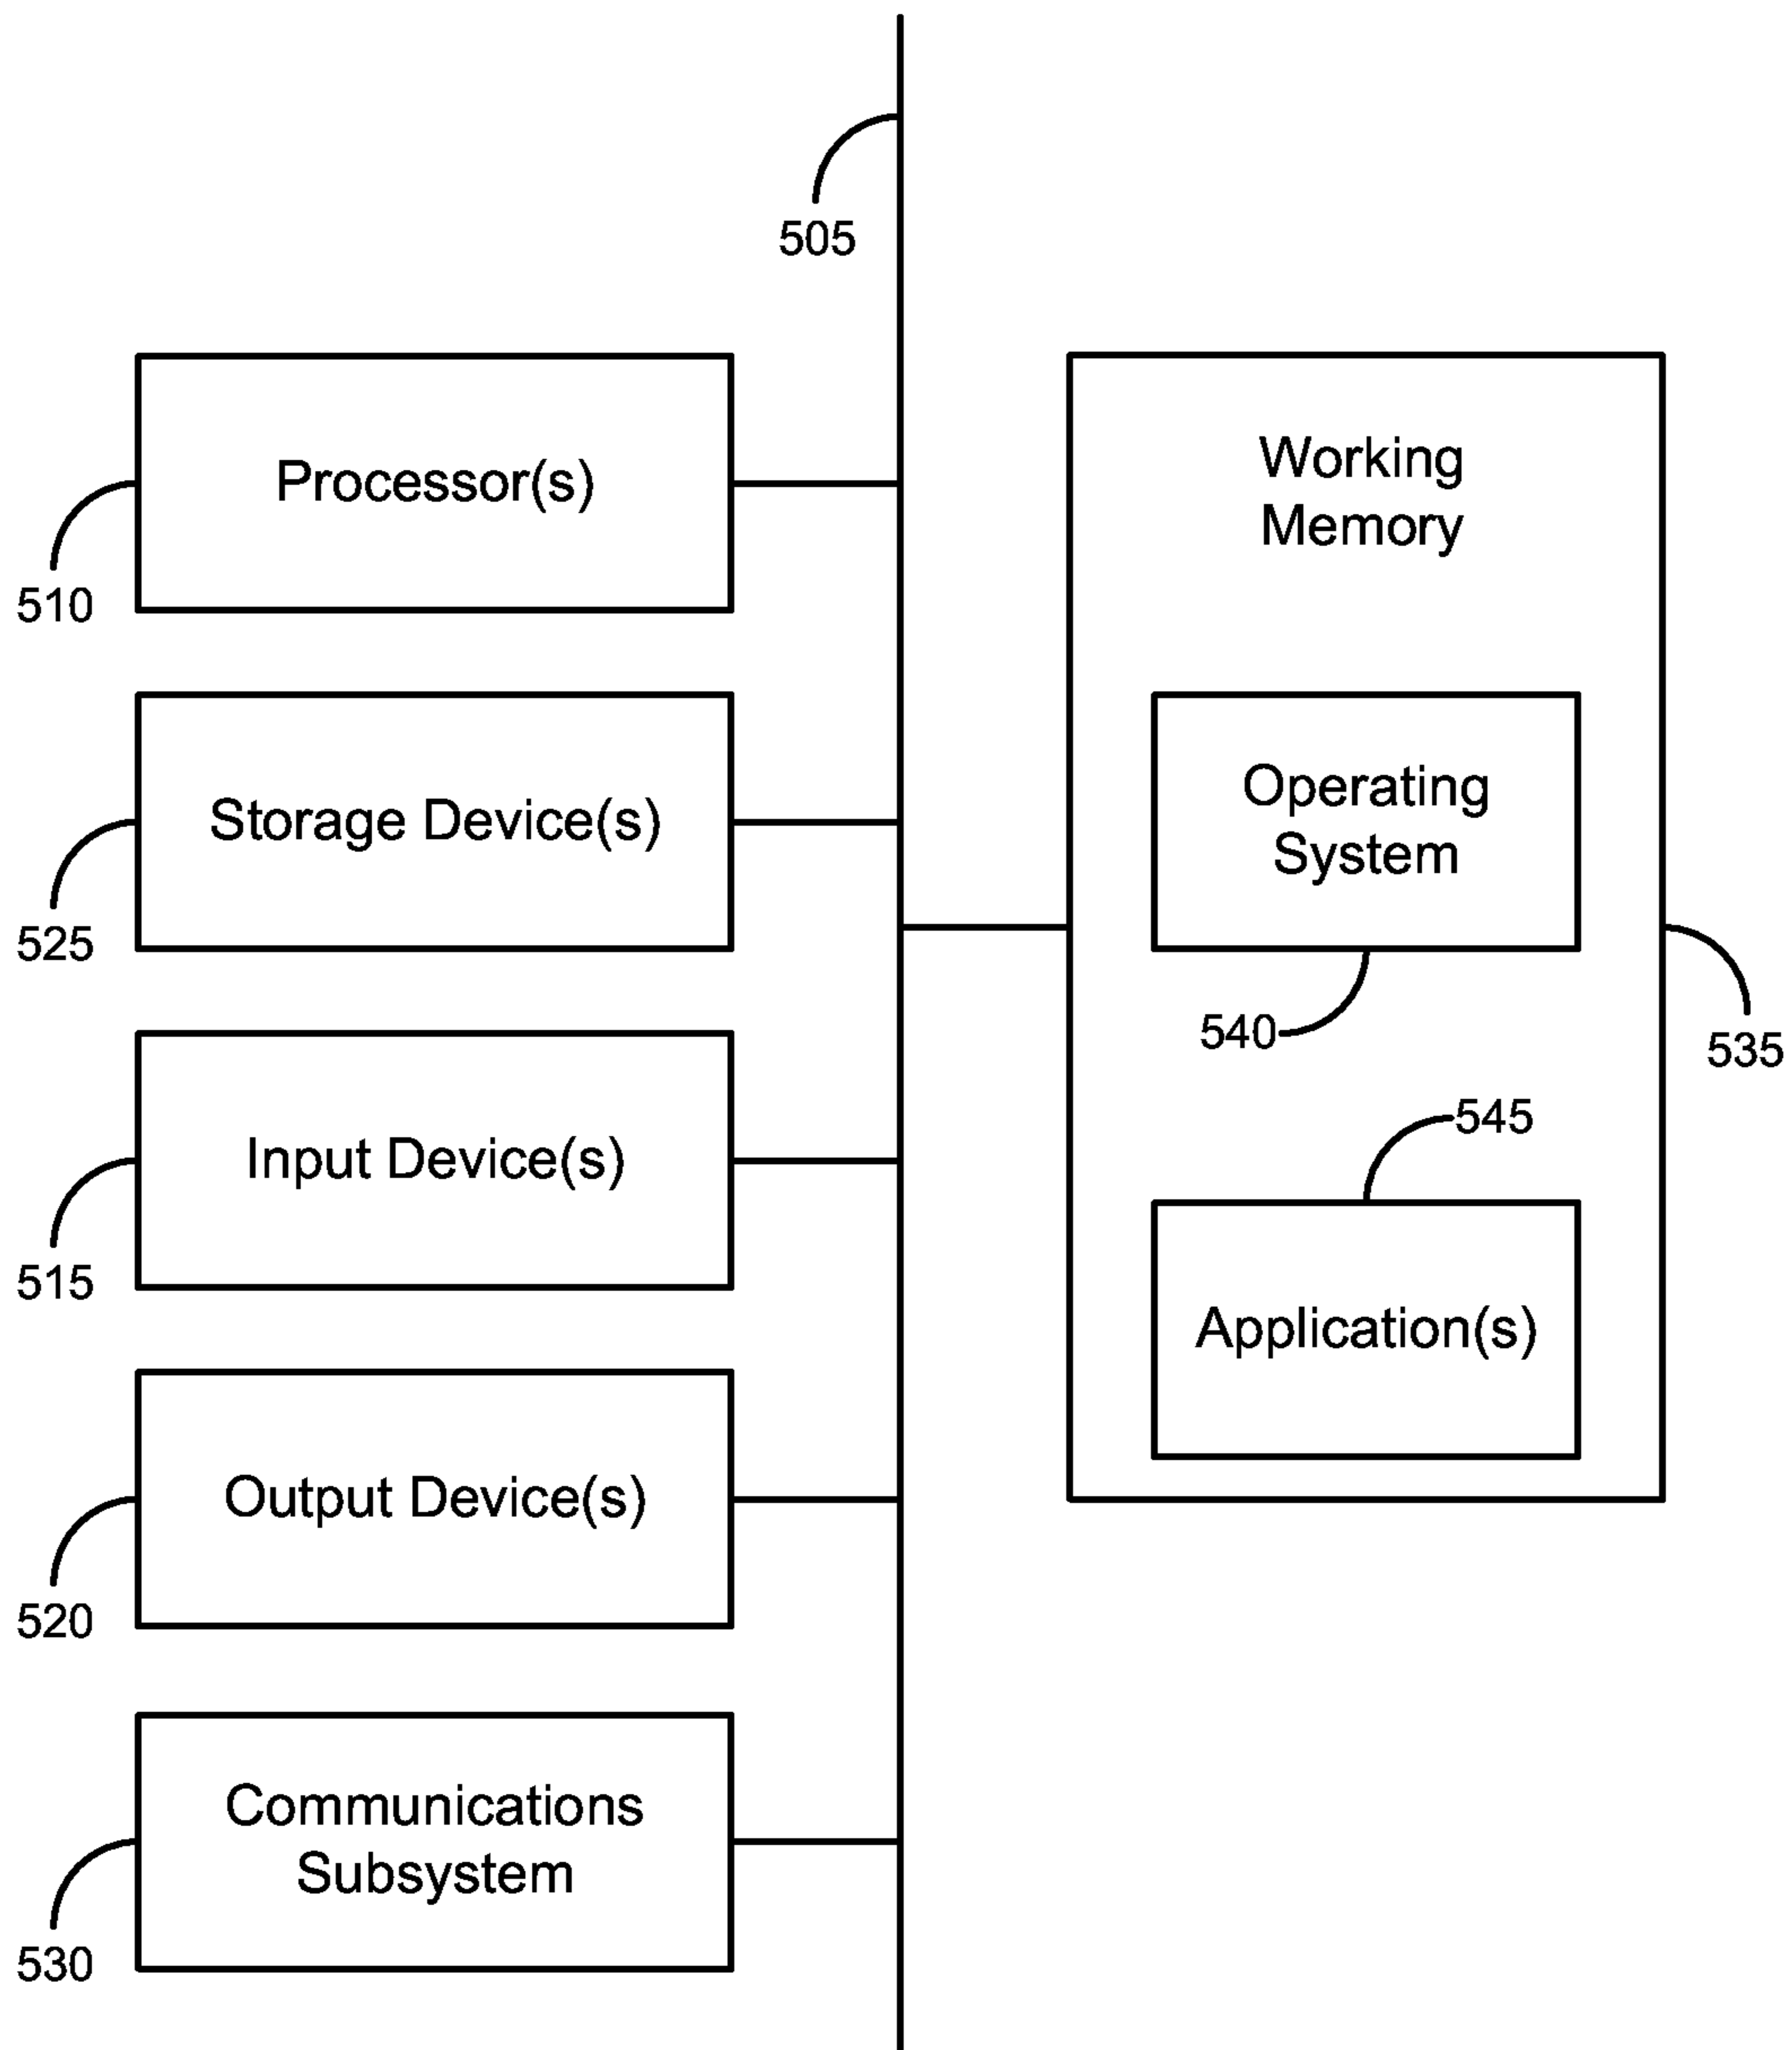 505
Processor(s)
510
Storage Device(s)
525
Input Device(s)
515
Output Device(s)
520
Communications
Subsystem
530
Working
Memory
Operating
System
540
535
545
Application(s)